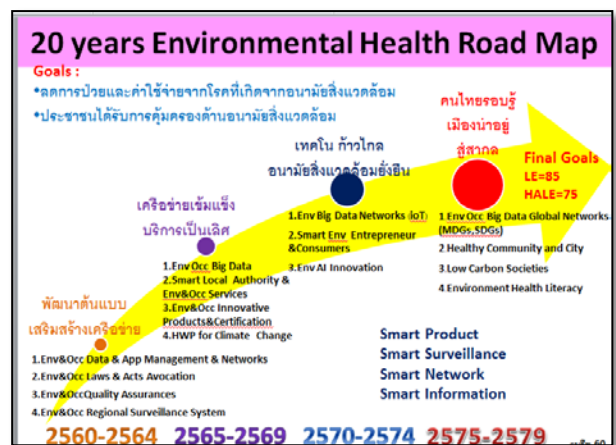 20 years Environmental Health Road Map
Goals :
•ลดการป่วยและค่าใช้จ่ายจากโรคที่เกิดจากอนามัยสิ่งแวดล้อม
•ประชาชนได้รับการคุ้มครองด้านอนามัยสิ่งแวดล้อม
พัฒนาต้นแบบ
เสริมสร้างเครือข่าย
1.Env&Occ Data & App Management & Networks
2.Env&Occ Laws & Acts Avocation
3.Env&OccQuality Assurances
4.Env&Occ Regional Surveillance System
2560-2564
เครือข่ายเข้มแข็ง
บริการเป็นเลิศ
1.Env Occ Big Data
2.Smart Local Authority &
Env&Occ Services
3.Env&Occ Innovative
Products&Certification
4.HWP for Climate Change
2565-2569
เทคโน ก้าวไกล
อนามัยสิ่งแวดล้อมยั่งยืน
1.Env Big Data Networks (IoT)
2.Smart Env Entrepreneur
&Consumers
3.Env AI Innovation
2570-2574
คนไทยรอบรู้
เมืองน่าอยู่
สู่สากล
Final Goals
LE=85
HALE=75
1.Env Occ Big Data Global Networks
(MDGs,SDGs)
2.Healthy Community and City
3.Low Carbon Societies
4.Environment Health Literacy
2575-2579
Smart Product
Smart Surveillance
Smart Network
Smart Information